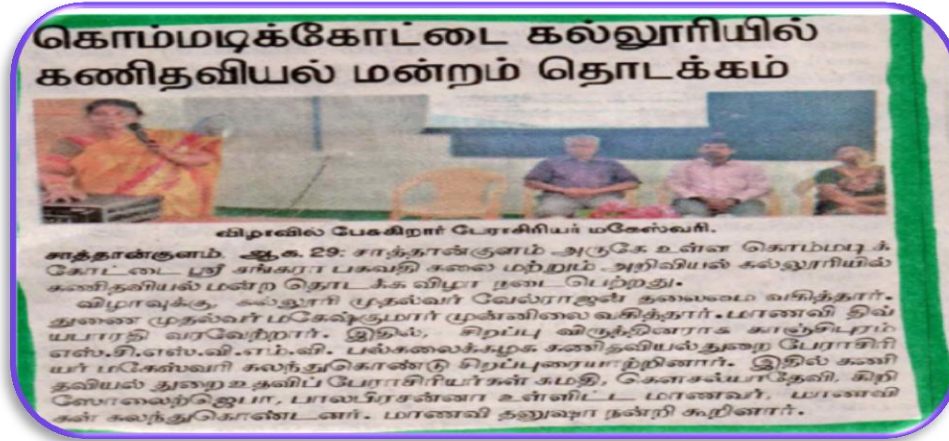 கொம்மடிக்கோட்டை கல்லூரியில்
கணிதவியல் மன்றம் தொடக்கம்
விழாவில் பேசுகிறார் பேராசிரியர் மகேஸ்வரி.
சாத்தான்குளம், ஆக. 29: சாத்தான்குளம் அருகே உள்ள கொம்மடிக்
கோட்டை ஸ்ரீ சங்கரா பகவதி கலை மற்றும் அறிவியல் கல்லூரியில்
கணிதவியல் மன்ற தொடக்க விழா நடைபெற்றது.
விழாவுக்கு, கல்லூரி முதல்வர் வேல்ராஜன் தலைமை வகித்தார்.
துணை முதல்வர் மகேஷ்குமார் முன்னிலை வகித்தார். மாணவி திவ்
யபாரதி வரவேற்றார். இதில், சிறப்பு விருந்தினராக காஞ்சிபுரம்
எஸ்.சி.எஸ்.வி.எம்.வி. பல்கலைக்கழக கணிதவியல் துறை பேராசிரி
யர் மகேஸ்வரி கலந்துகொண்டு சிறப்புரையாற்றினார். இதில் கணி
தவியல் துறை உதவிப் பேராசிரியர்கள் சுமதி, கௌசல்யாதேவி, கிறி
ஸோலைற்ஜெபா, பாலபிரசன்னா உள்ளிட்ட மாணவர், மாணவி
கள் கலந்துகொண்டனர். மாணவி தனுஷா நன்றி கூறினார்.